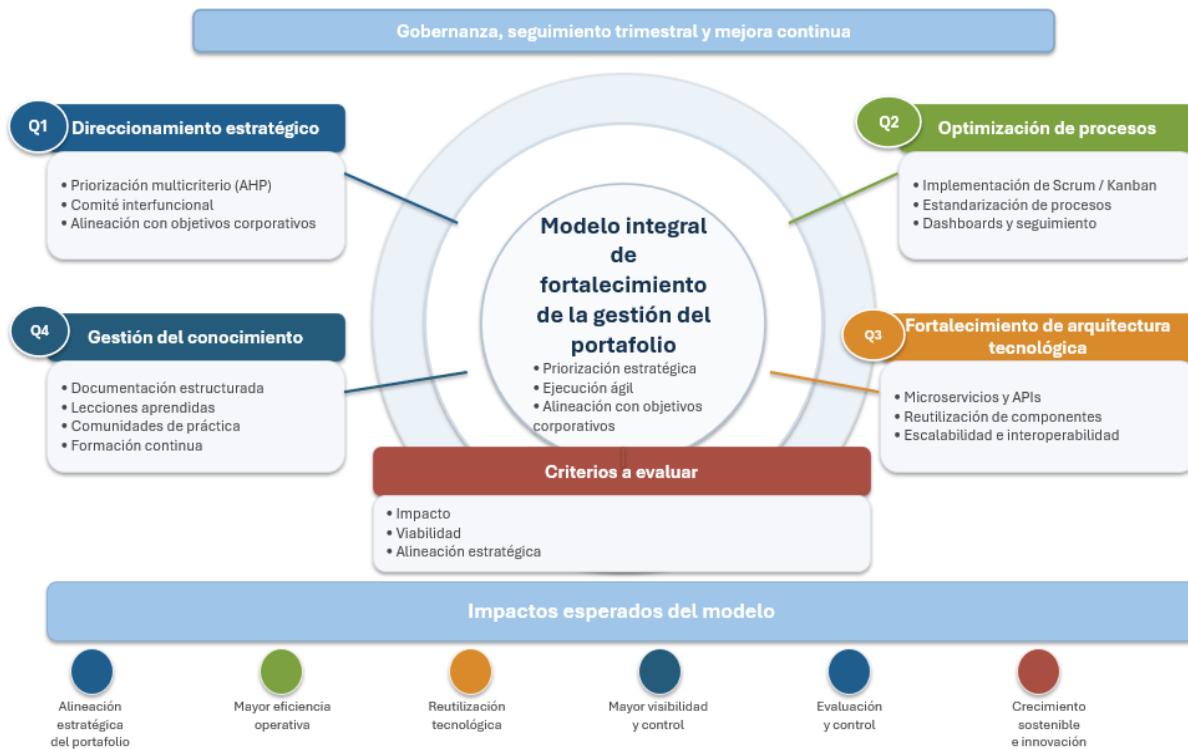 Gobernanza, seguimiento trimestral y mejora continua
Q1
Direccionamiento estratégico
• Priorización multicriterio (AHP)
• Comité interfuncional
• Alineación con objetivos corporativos
Q2
Optimización de procesos
• Implementación de Scrum / Kanban
• Estandarización de procesos
• Dashboards y seguimiento
Modelo integral
de
fortalecimiento
de la gestión del
portafolio
• Priorización estratégica
• Ejecución ágil
• Alineación con objetivos
corporativos
Q4
Gestión del conocimiento
• Documentación estructurada
• Lecciones aprendidas
• Comunidades de práctica
• Formación continua
Q3
Fortalecimiento de arquitectura
tecnológica
• Microservicios y APIs
• Reutilización de componentes
• Escalabilidad e interoperabilidad
Criterios a evaluar
• Impacto
• Viabilidad
• Alineación estratégica
Impactos esperados del modelo
Alineación
estratégica
del portafolio
Mayor eficiencia
operativa
Reutilización
tecnológica
Mayor visibilidad
y control
Evaluación
y control
Crecimiento
sostenible
e innovación